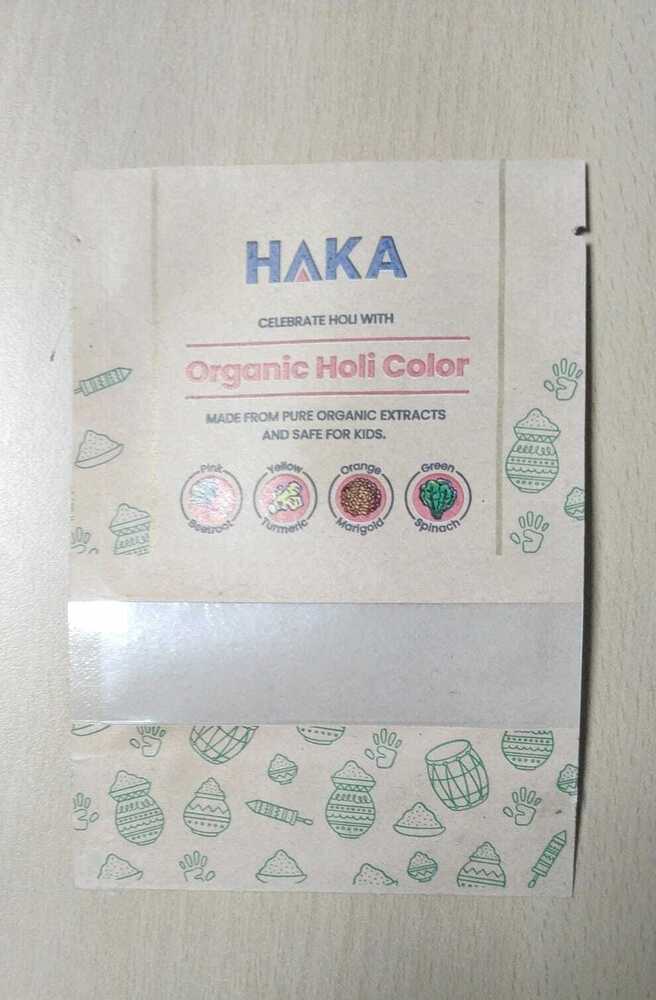 HAKA
CELEBRATE HOLI WITH
Organic Holi Color
MADE FROM PURE ORGANIC EXTRACTS
AND SAFE FOR KIDS.
Pink Yellow Orange Green
Beetroot Turmeric Marigold Spinach